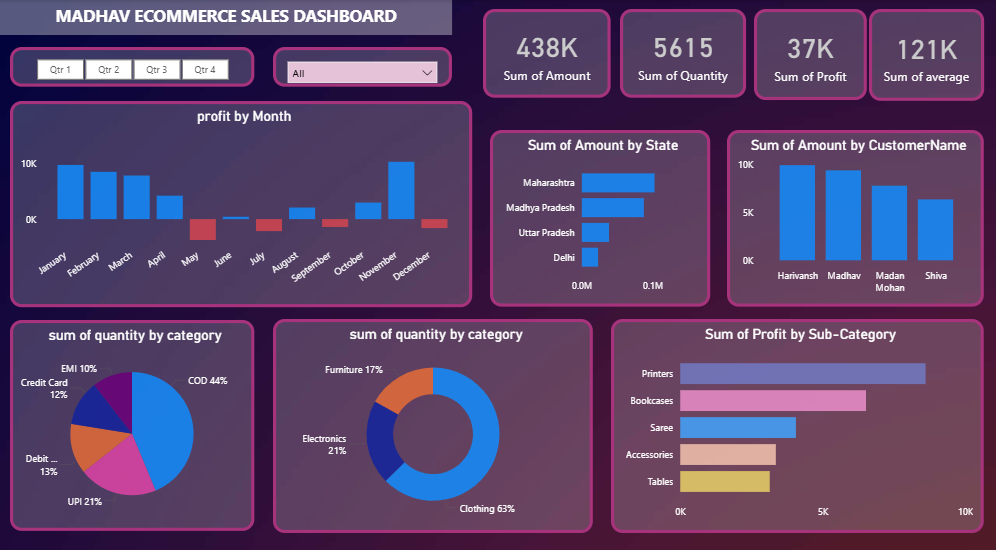 MADHAV ECOMMERCE SALES DASHBOARD
Qtr 1 Qtr 2 Qtr 3 Qtr 4
All
438K
Sum of Amount
5615
Sum of Quantity
37K
Sum of Profit
121K
Sum of average
profit by Month
10K
0K
January
February
March
April
May
June
July
August
September
October
November
December
Sum of Amount by State
Maharashtra
Madhya Pradesh
Uttar Pradesh
Delhi
0.0M 0.1M
Sum of Amount by CustomerName
10K
5K
0K
Harivansh
Madhav
Madan
Mohan
Shiva
sum of quantity by category
EMI 10%
Credit Card
12%
Debit ...
13%
UPI 21%
COD 44%
sum of quantity by category
Furniture 17%
Electronics
21%
Clothing 63%
Sum of Profit by Sub-Category
Printers
Bookcases
Saree
Accessories
Tables
0K 5K 10K